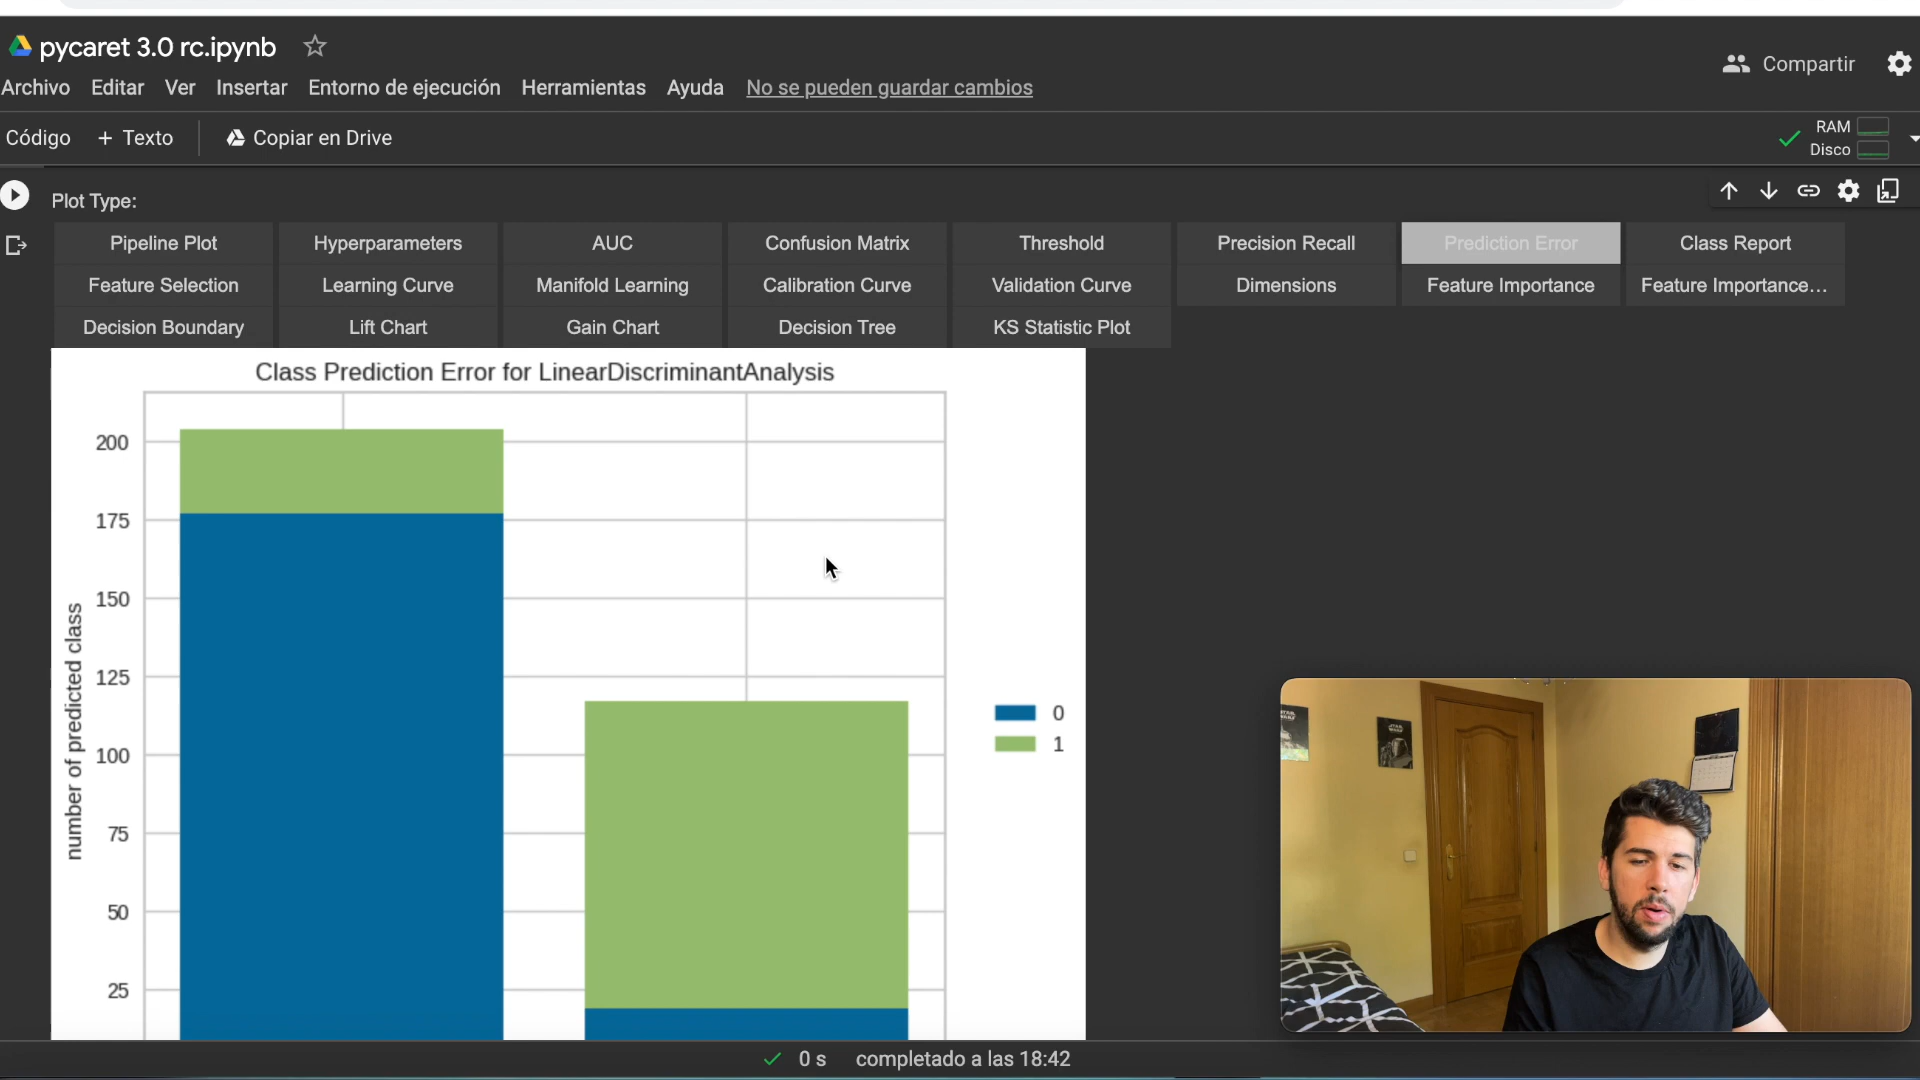 pycaret 3.0 rc.ipynb
Compartir
Archivo Editar Ver Insertar Entorno de ejecución Herramientas Ayuda No se pueden guardar cambios
Código + Texto Copiar en Drive
RAM
Disco
Plot Type:
Pipeline Plot Hyperparameters AUC Confusion Matrix Threshold Precision Recall Prediction Error Class Report
Feature Selection Learning Curve Manifold Learning Calibration Curve Validation Curve Dimensions Feature Importance Feature Importance...
Decision Boundary Lift Chart Gain Chart Decision Tree KS Statistic Plot
Class Prediction Error for LinearDiscriminantAnalysis
200
175
150
125
100
75
50
25
number of predicted class
0
1
STAR WARS
0 s completado a las 18:42